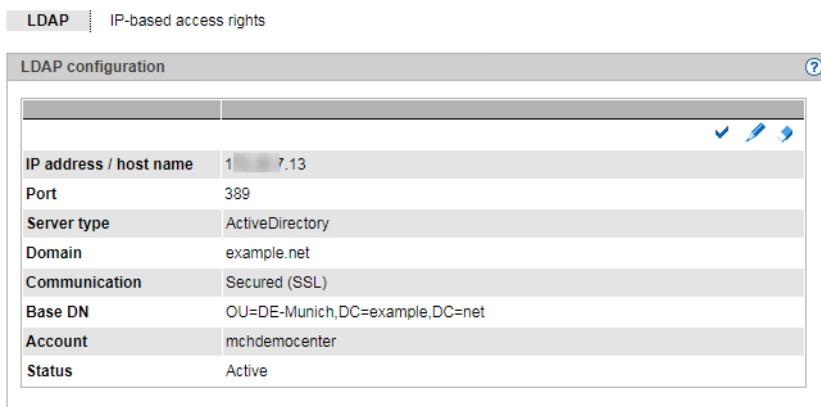 LDAP IP-based access rights
LDAP configuration ?
IP address / host name 1 7.13
Port 389
Server type ActiveDirectory
Domain example.net
Communication Secured (SSL)
Base DN OU=DE-Munich,DC=example,DC=net
Account mchdemocenter
Status Active